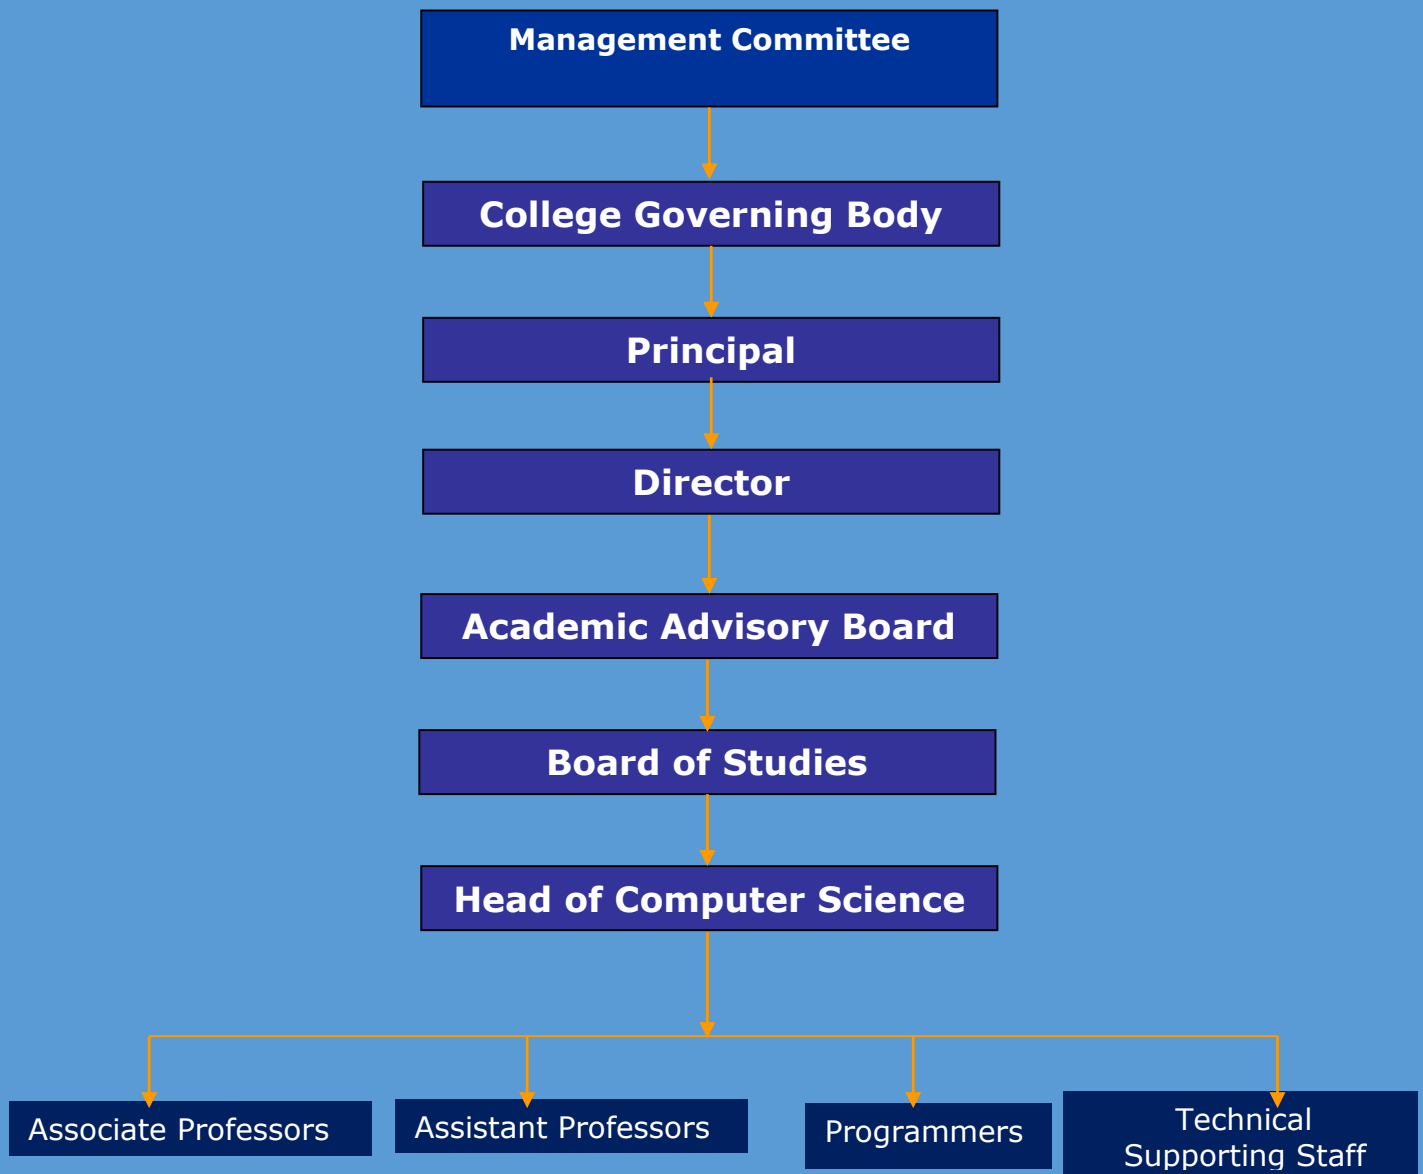 Management Committee
College Governing Body
Principal
Director
Academic Advisory Board
Board of Studies
Head of Computer Science
Associate Professors
Assistant Professors
Programmers
Technical
Supporting Staff